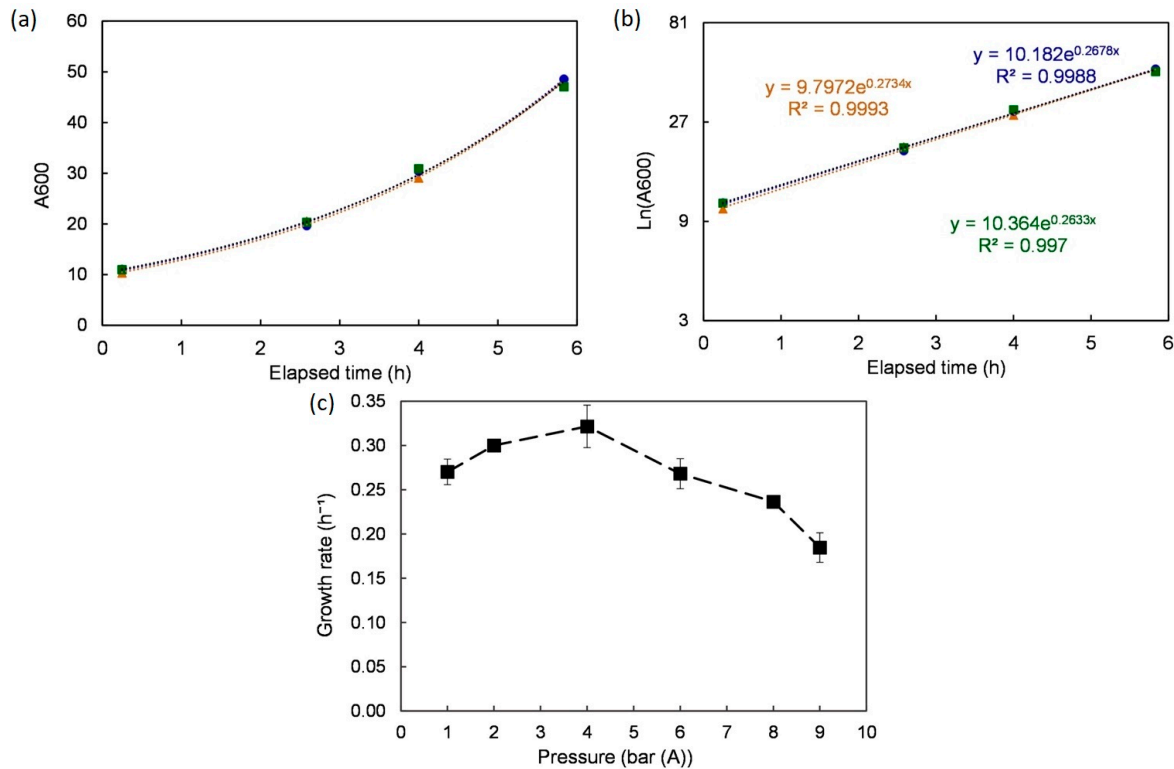 (a)
60
50
40
30
20
10
0
A600
0 1 2 3 4 5 6
Elapsed time (h)
(b)
81
27
9
3
Ln(A600)
y = 10.182e^0.2678x
R² = 0.9988
y = 9.7972e^0.2734x
R² = 0.9993
y = 10.364e^0.2633x
R² = 0.997
0 1 2 3 4 5 6
Elapsed time (h)
(c)
0.35
0.30
0.25
0.20
0.15
0.10
0.05
0.00
Growth rate (h⁻¹)
0 1 2 3 4 5 6 7 8 9 10
Pressure (bar (A))